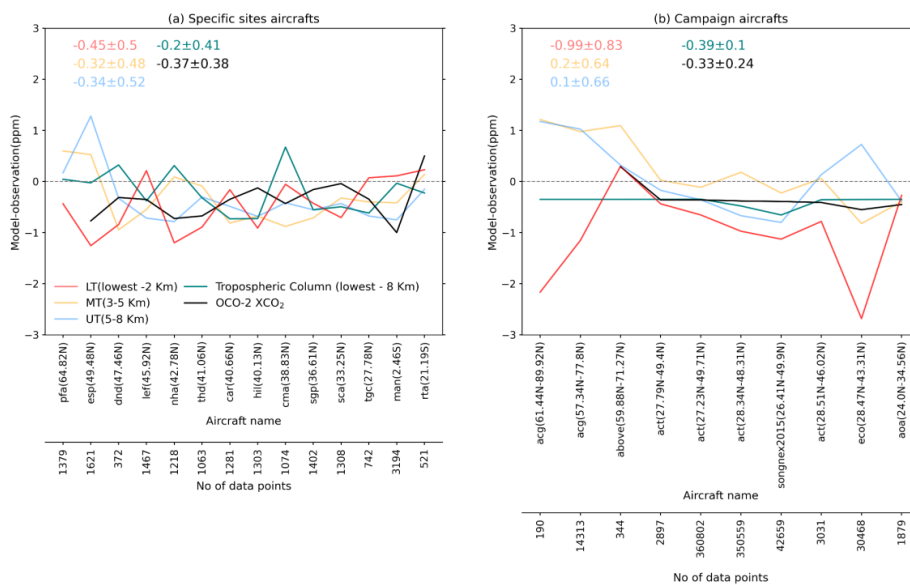 (a) Specific sites aircrafts
Model-observation(ppm)
3
2
1
0
−1
−2
−3
-0.45±0.5
-0.2±0.41
-0.32±0.48
-0.37±0.38
-0.34±0.52
LT(lowest -2 Km)
MT(3-5 Km)
UT(5-8 Km)
Tropospheric Column (lowest - 8 Km)
OCO-2 XCO₂
pfa(64.82N)
esp(49.48N)
dnd(47.46N)
lef(45.92N)
nha(42.78N)
thd(41.06N)
car(40.66N)
hil(40.13N)
cma(38.83N)
sgp(36.61N)
sca(33.25N)
tgc(27.78N)
man(2.46S)
rta(21.19S)
Aircraft name
1379
1621
372
1467
1218
1063
1281
1303
1074
1402
1308
742
3194
521
No of data points
(b) Campaign aircrafts
Model-observation(ppm)
3
2
1
0
−1
−2
−3
-0.99±0.83
-0.39±0.1
0.2±0.64
-0.33±0.24
0.1±0.66
acg(61.44N-89.92N)
acg(57.34N-77.8N)
above(59.88N-71.27N)
act(27.79N-49.4N)
act(27.23N-49.71N)
act(28.34N-48.31N)
songnex2015(26.41N-49.9N)
act(28.51N-46.02N)
eco(28.47N-43.31N)
aoa(24.0N-34.56N)
Aircraft name
190
14313
344
2897
360802
350559
42659
3031
30468
1879
No of data points